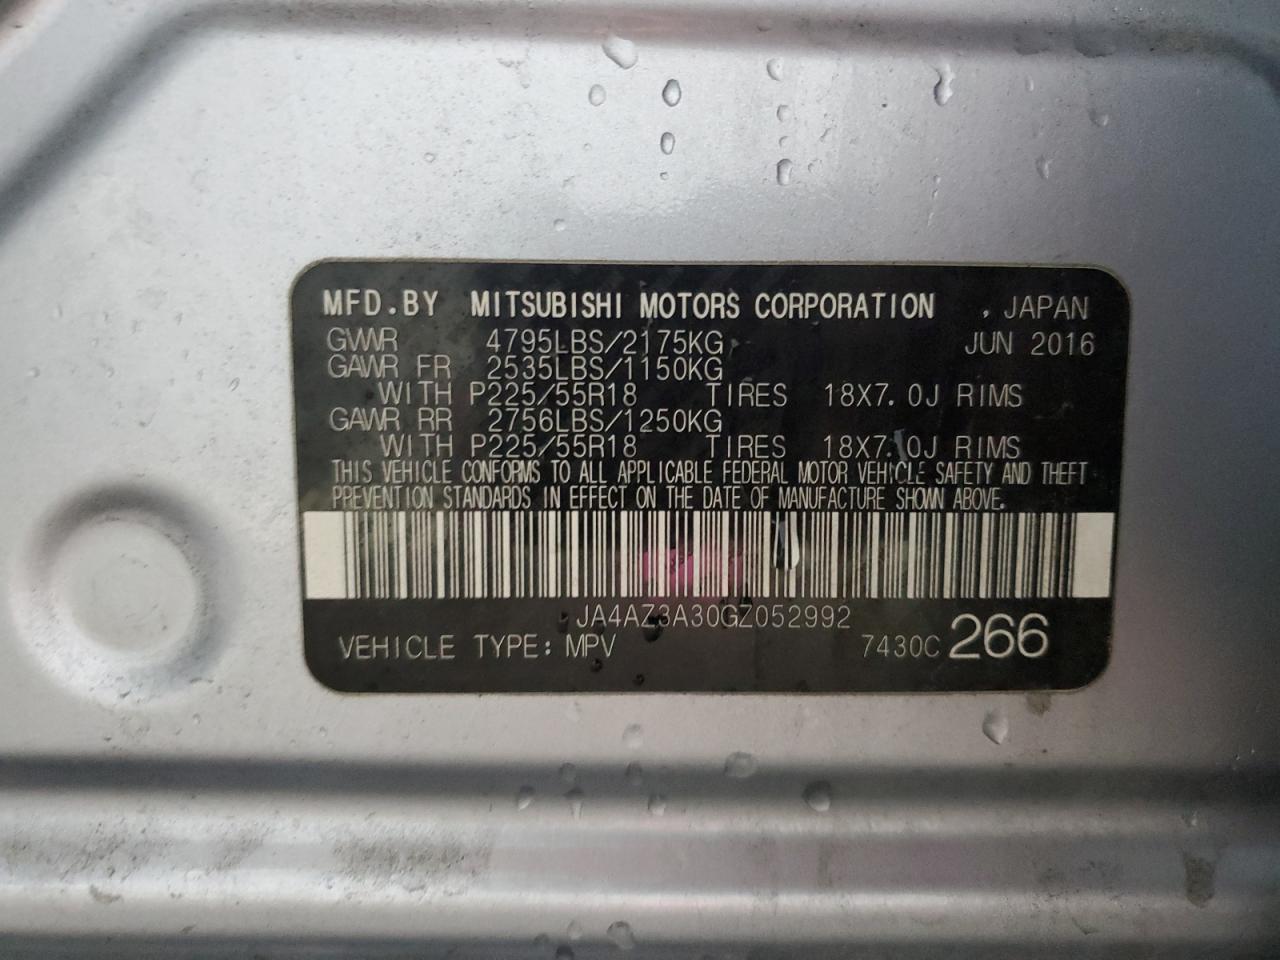 MFD.BY MITSUBISHI MOTORS CORPORATION , JAPAN
GVWR 4795LBS/2175KG JUN 2016
GAWR FR 2535LBS/1150KG
WITH P225/55R18 TIRES 18X7.0J RIMS
GAWR RR 2756LBS/1250KG
WITH P225/55R18 TIRES 18X7.0J RIMS
THIS VEHICLE CONFORMS TO ALL APPLICABLE FEDERAL MOTOR VEHICLE SAFETY AND THEFT
PREVENTION STANDARDS IN EFFECT ON THE DATE OF MANUFACTURE SHOWN ABOVE.
JA4AZ3A30GZ052992
VEHICLE TYPE: MPV 7430C 266